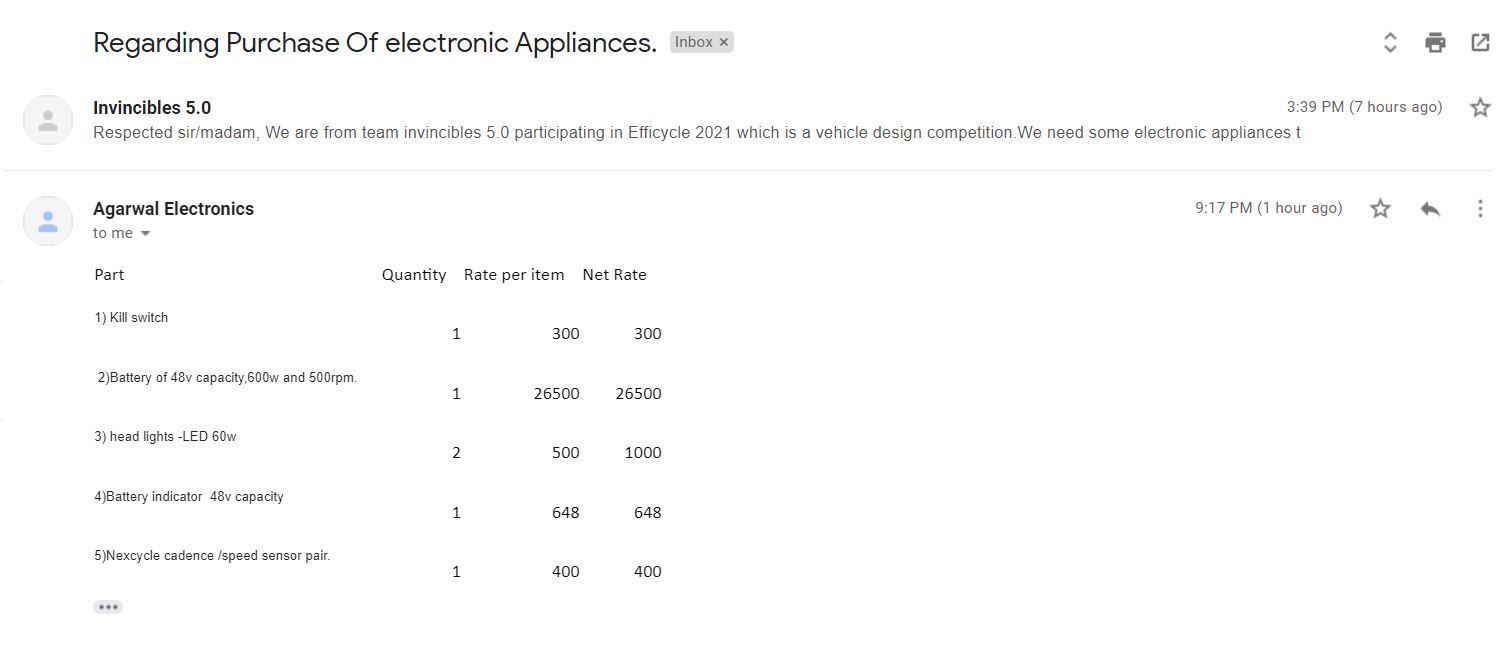 Regarding Purchase Of electronic Appliances. Inbox ×
Invincibles 5.0 3:39 PM (7 hours ago)
Respected sir/madam, We are from team invincibles 5.0 participating in Efficycle 2021 which is a vehicle design competition.We need some electronic appliances t
Agarwal Electronics 9:17 PM (1 hour ago)
to me
Part Quantity Rate per item Net Rate
1) Kill switch
1 300 300
2)Battery of 48v capacity,600w and 500rpm.
1 26500 26500
3) head lights -LED 60w
2 500 1000
4)Battery indicator  48v capacity
1 648 648
5)Nexcycle cadence /speed sensor pair.
1 400 400